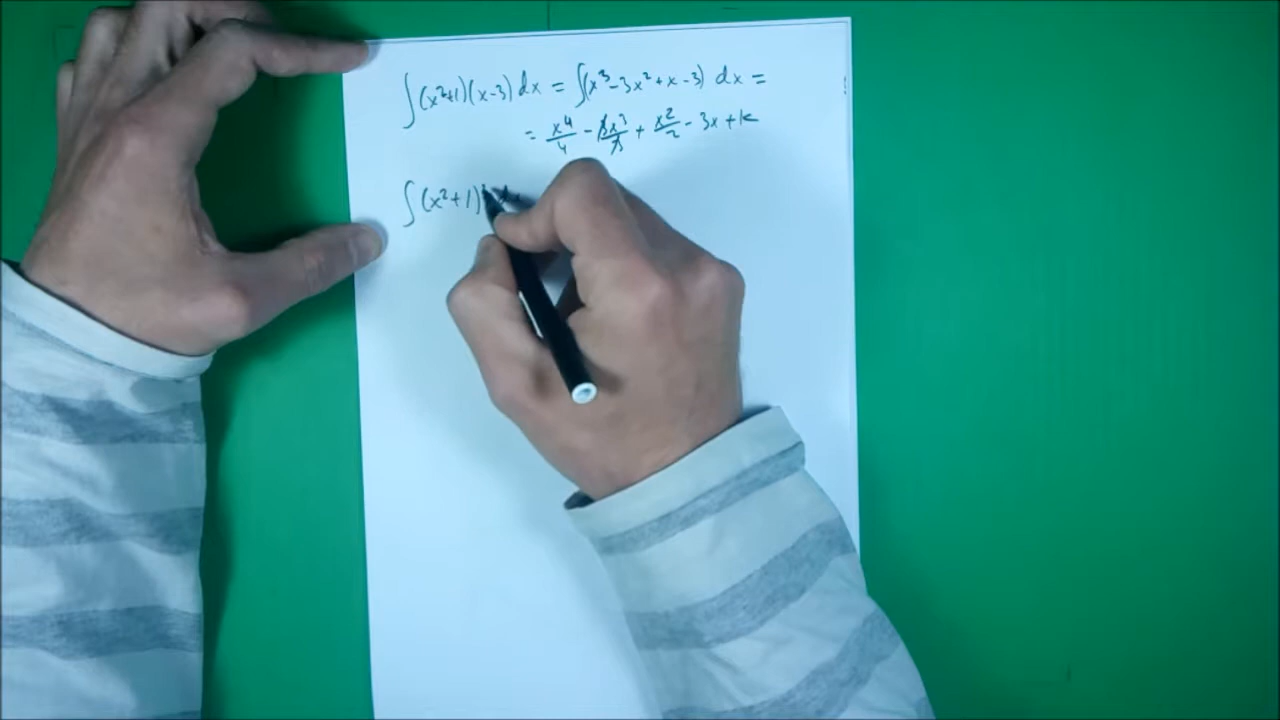 ∫(x²+1)(x-3) dx = ∫(x³-3x²+x-3) dx =
= x⁴/4 - 3x³/3 + x²/2 - 3x + k
∫(x²+1)